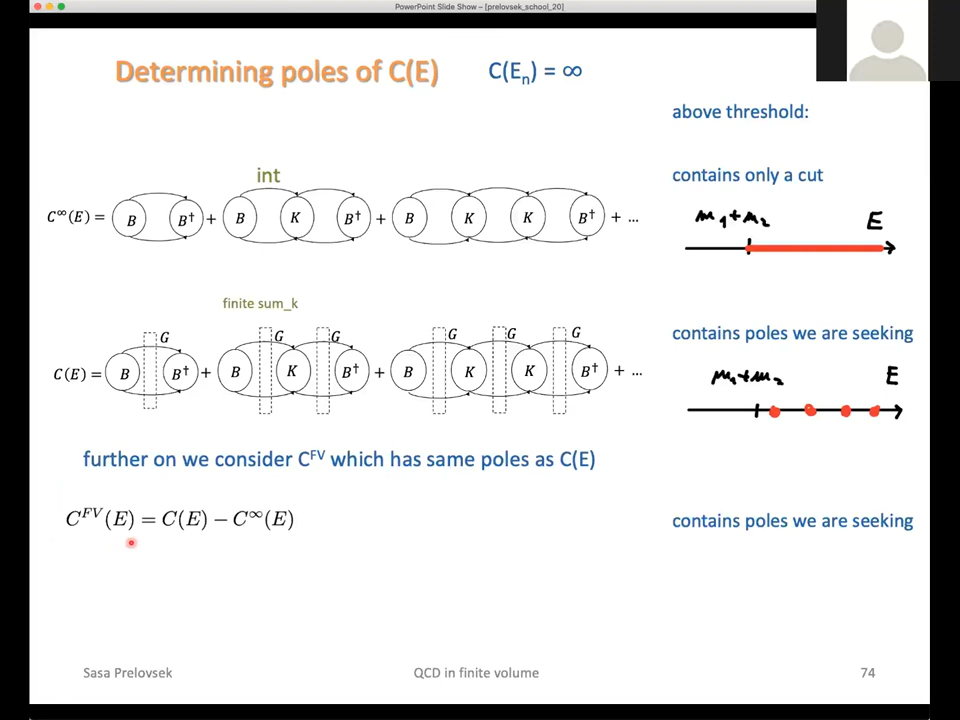 PowerPoint Slide Show – [prelovsek_school_20]
Determining poles of C(E) C(Eₙ) = ∞
above threshold:
int
contains only a cut
C^∞(E) = B B† + B K B† + B K K B† + ...
m₁+m₂ E
finite sum_k
contains poles we are seeking
G G G G G G
C(E) = B B† + B K B† + B K K B† + ...
m₁+m₂ E
further on we consider C^FV which has same poles as C(E)
C^FV(E) = C(E) − C^∞(E)
contains poles we are seeking
Sasa Prelovsek QCD in finite volume 74